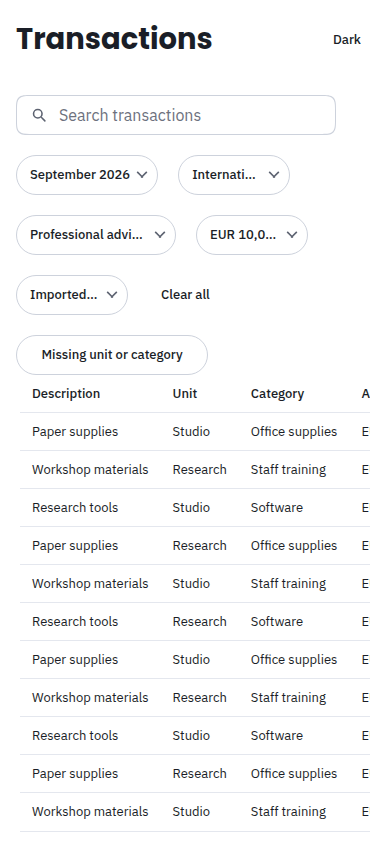 Transactions
Dark
Search transactions
September 2026 Internati...
Professional advi... EUR 10,0...
Imported... Clear all
Missing unit or category
Description Unit Category A
Paper supplies Studio Office supplies E
Workshop materials Research Staff training E
Research tools Studio Software E
Paper supplies Research Office supplies E
Workshop materials Studio Staff training E
Research tools Research Software E
Paper supplies Studio Office supplies E
Workshop materials Research Staff training E
Research tools Studio Software E
Paper supplies Research Office supplies E
Workshop materials Studio Staff training E